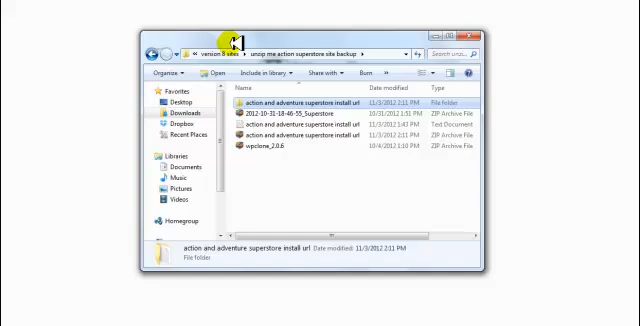 « version 8 sites ▸ unzip me action superstore site backup ▸ Search unzi...
Organise Open Include in library Share with Burn »
Name Date modified Type
Favorites
Desktop
Downloads
Dropbox
Recent Places
Libraries
Documents
Music
Pictures
Videos
Homegroup
action and adventure superstore install url 11/3/2012 2:11 PM File folder
2012-10-31-18-46-55_Superstore 10/31/2012 1:51 PM ZIP Archive File
action and adventure superstore install url 11/3/2012 1:43 PM Text Document
action and adventure superstore install url 11/3/2012 2:11 PM ZIP Archive File
wpclone_2.0.6 10/4/2012 1:10 PM ZIP Archive File
action and adventure superstore install url Date modified: 11/3/2012 2:11 PM
File folder